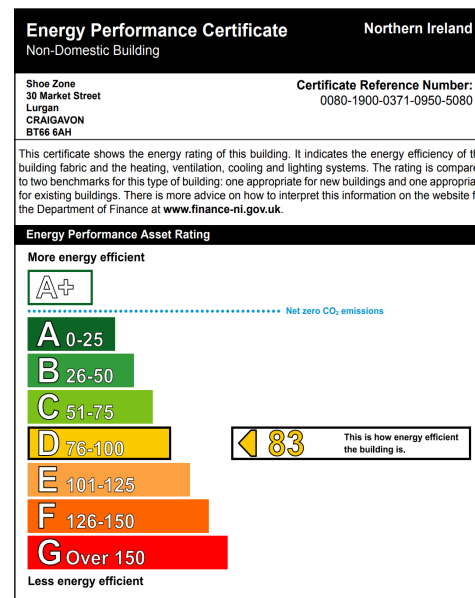 Energy Performance Certificate
Northern Ireland
Non-Domestic Building
Shoe Zone
30 Market Street
Lurgan
CRAIGAVON
BT66 6AH
Certificate Reference Number:
0080-1900-0371-0950-5080
This certificate shows the energy rating of this building. It indicates the energy efficiency of
building fabric and the heating, ventilation, cooling and lighting systems. The rating is
to two benchmarks for this type of building: one appropriate for new buildings and one
for existing buildings. There is more advice on how to interpret this information on the website
the Department of Finance at www.finance-ni.gov.uk.
Energy Performance Asset Rating
More energy efficient
A+
Net zero CO₂ emissions
A 0-25
B 26-50
C 51-75
D 76-100
83
This is how energy efficient
the building is.
E 101-125
F 126-150
G Over 150
Less energy efficient